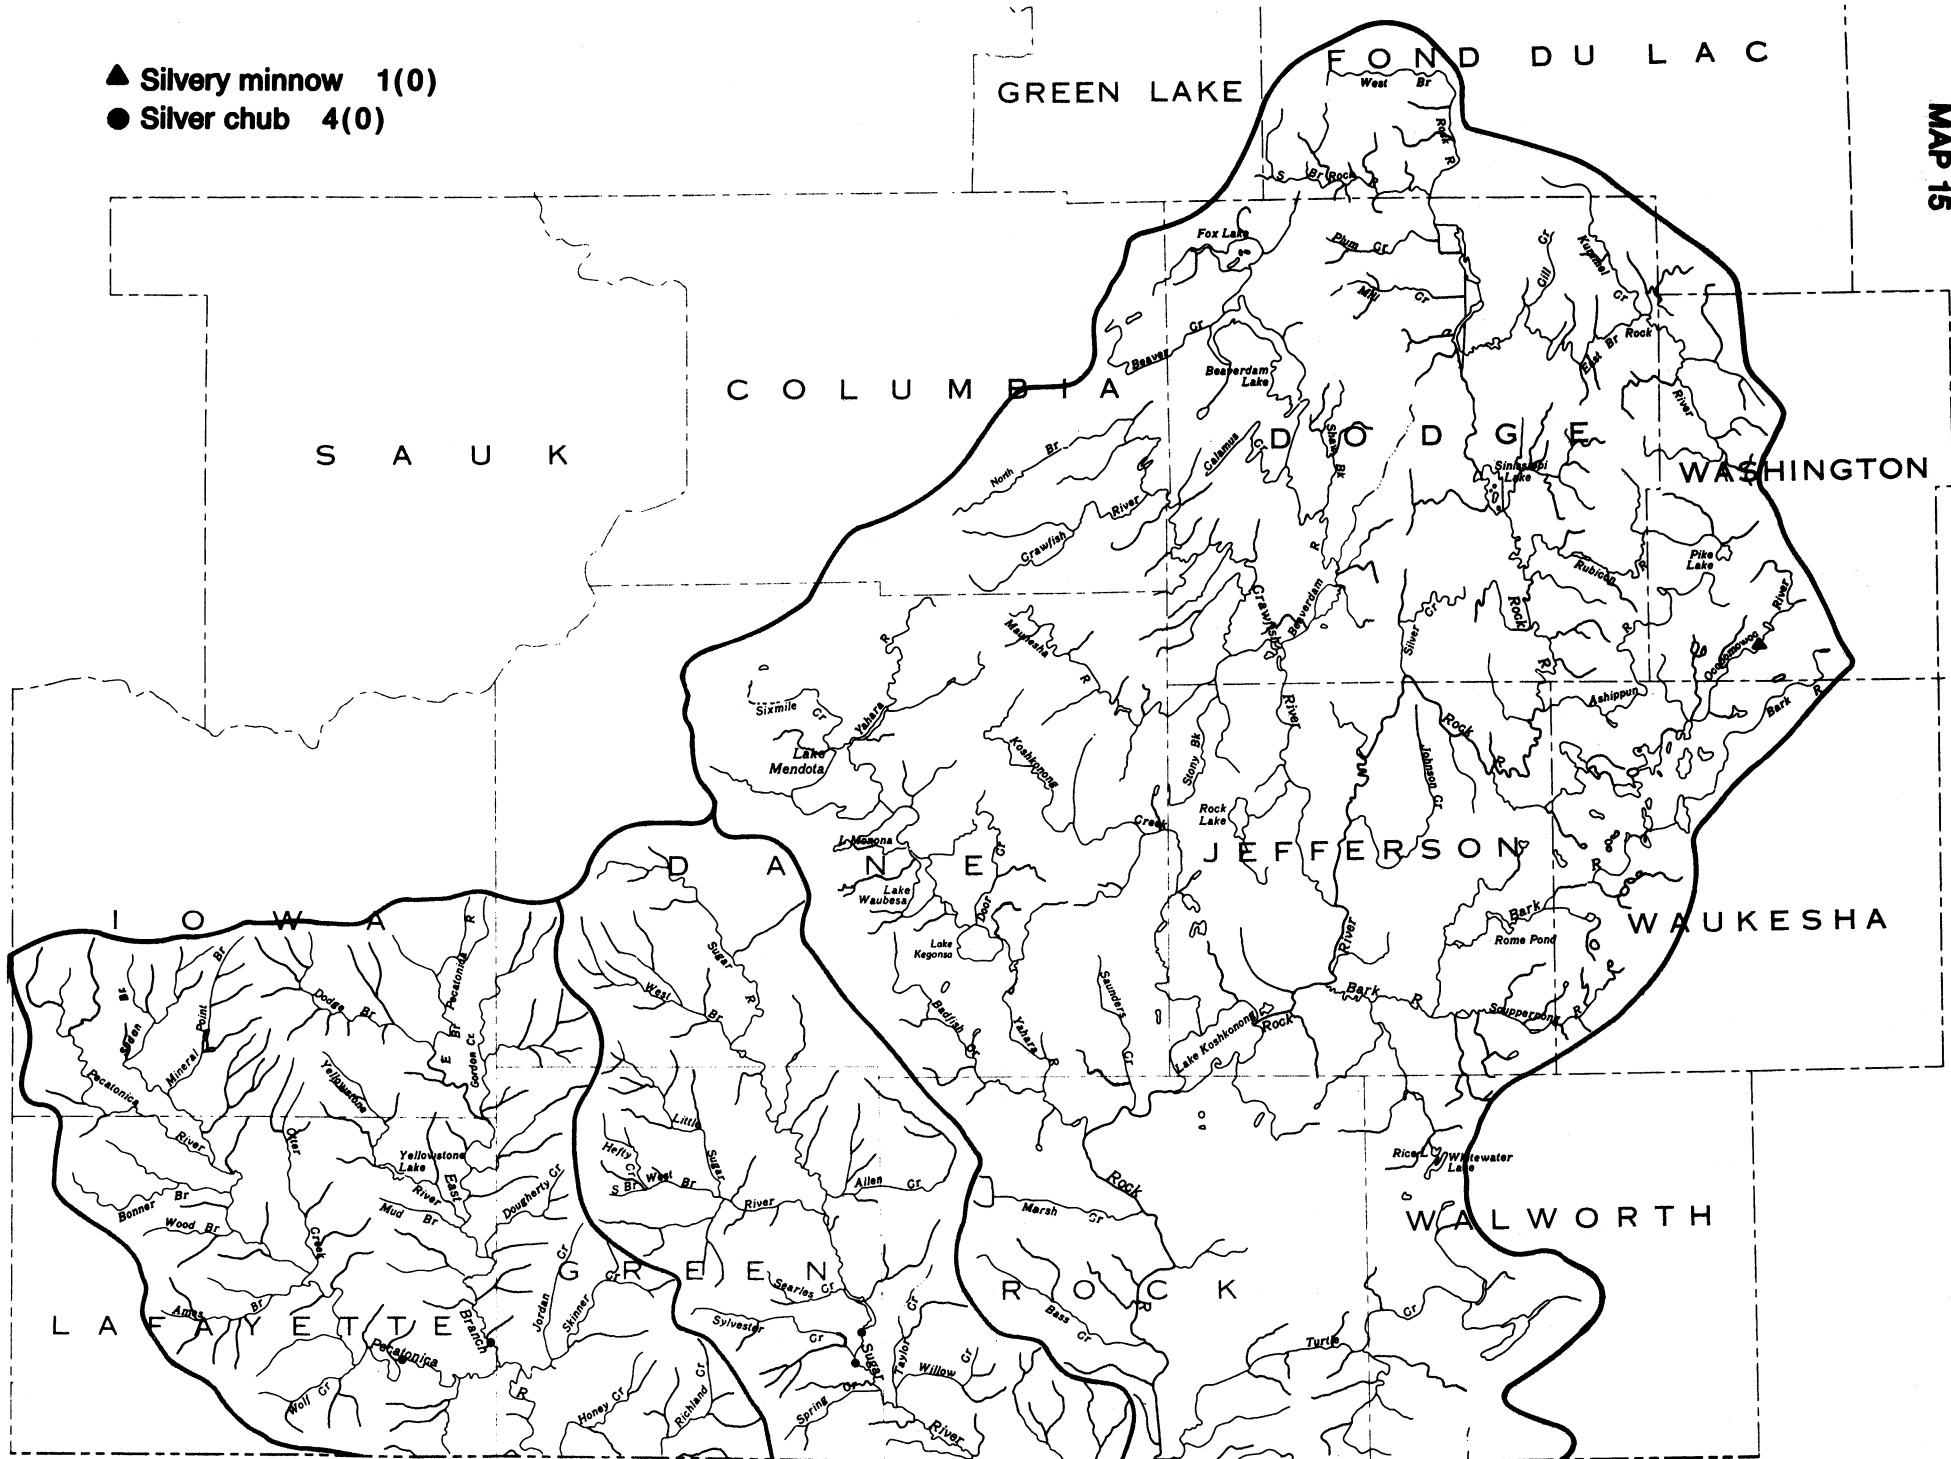 ▲ Silvery minnow 1(0)
● Silver chub 4(0)
MAP 15
FOND DU LAC
GREEN LAKE
West Br
Rock R
S Br Rock R
Fox Lake
Plum Cr
Mill Cr
Gill Cr
Kummel Cr
East Br Rock
River
Beaver Cr
Beaverdam
Lake
COLUMBIA
SAUK
DODGE
WASHINGTON
North Br
Calamus Cr
Shaw Bk
Sinissippi
Lake
Crawfish River
Pike
Lake
Rubicon R
R
Crawfish
Beaverdam
Silver Cr
Rock
R
R
Oconomowoc River
Maunesha
R
R
Ashippun
Bark R
Sixmile Cr
Yahara
Lake
Mendota
Koshkonong
Creek
Stony Bk
River
Johnson Cr
Rock
R
Rock
Lake
L Monona
JEFFERSON
DANE
Lake
Waubesa
Door Cr
Lake
Kegonsa
Bark
R
Rome Pond
WAUKESHA
River
Bark R
Scuppernong R
IOWA
Pecatonica
R
Br
E
Gordon Cr
Sugar
R
West
Br
Badfish
Cr
Yahara
R
Saunders
Cr
Lake Koshkonong
Rock
Dodge Br
Mineral Point Br
Pecatonica
River
Yellowstone
Otter
Creek
Yellowstone
Lake
River
East
Branch
Dougherty Cr
Bonner Br
Wood Br
Mud Br
Little
Sugar
Hefty Cr
S Br West Br
River
Allen Cr
Rice L
Whitewater
Lake
Rock
Marsh Cr
WALWORTH
GREEN
ROCK
R
Jordan Cr
Skinner Cr
Searles Cr
Sylvester Cr
Sugar
Taylor Cr
Willow Cr
Bass Cr
Turtle Cr
Ames Br
LAFAYETTE
Pecatonica
R
Wolf Cr
Honey Cr
Richland Cr
Spring Cr
River